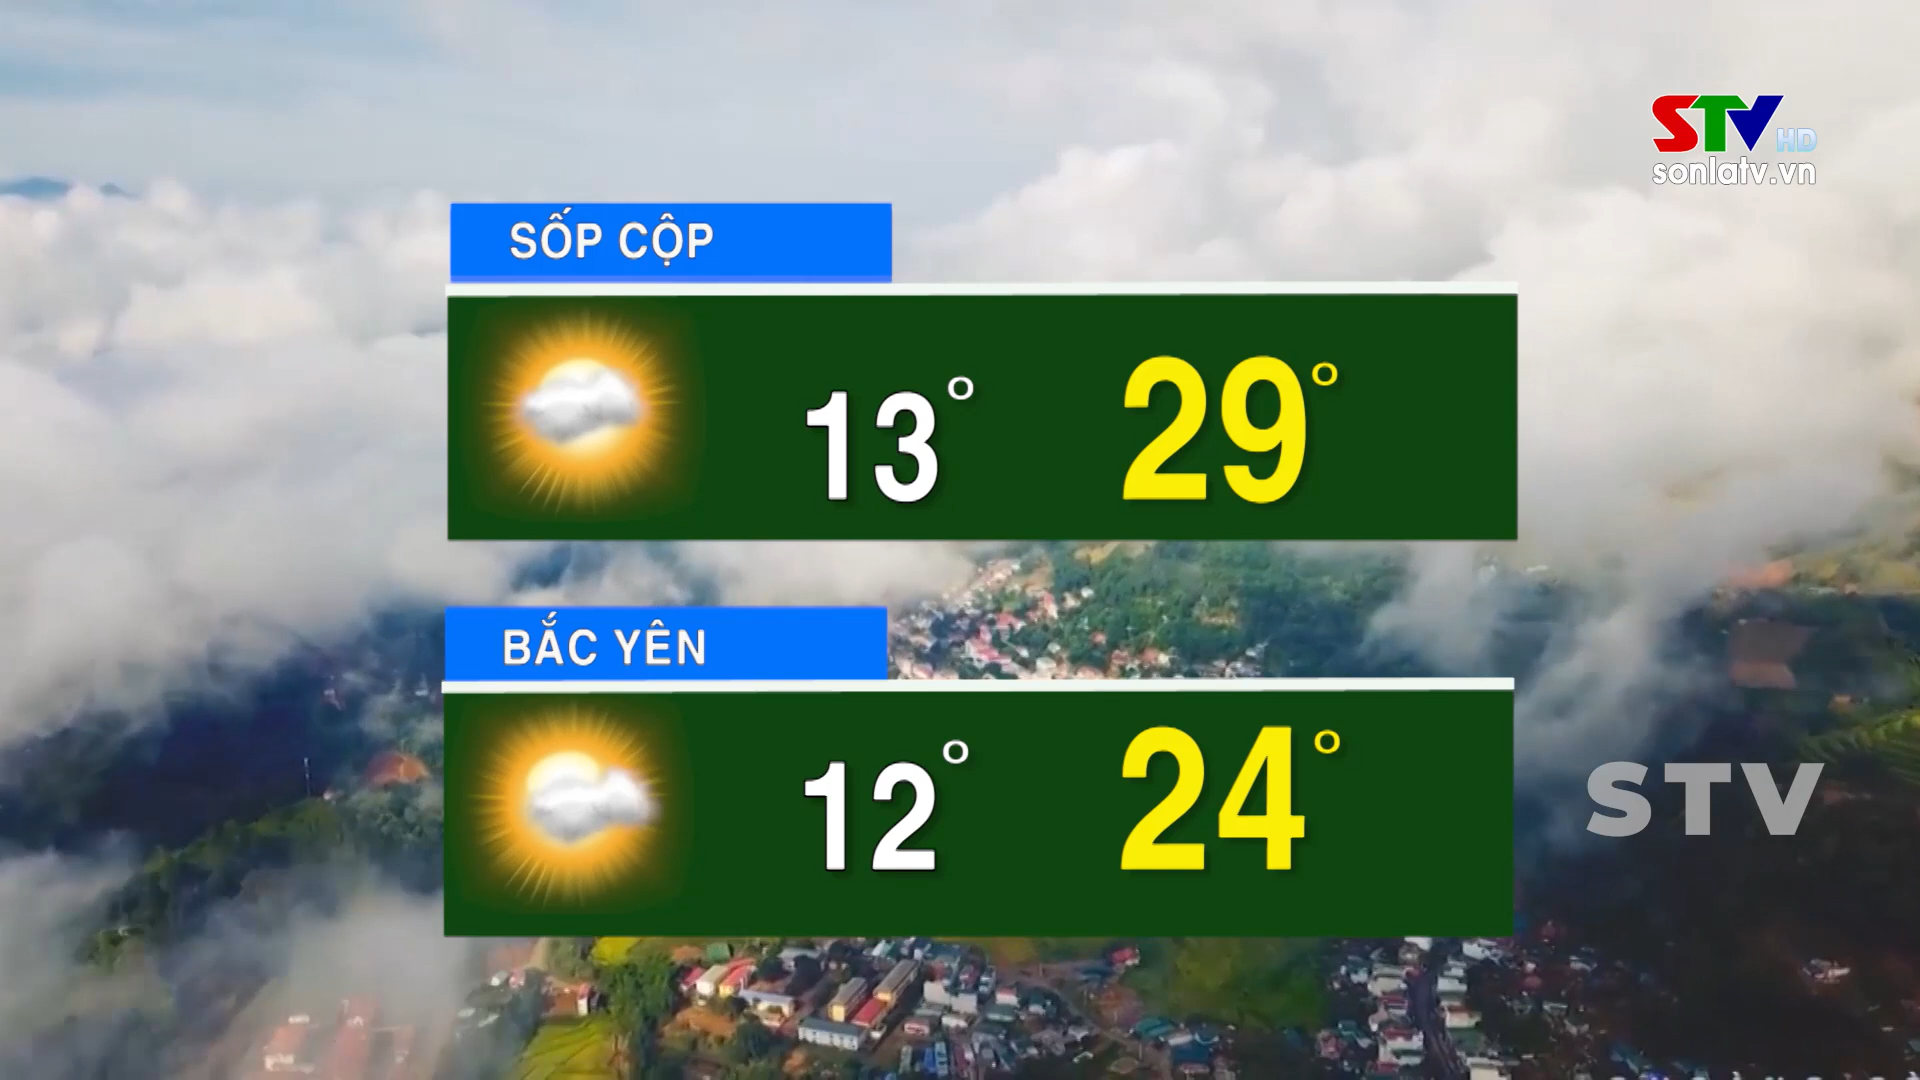 STV HD
sonlatv.vn
SỐP CỘP
13° 29°
BẮC YÊN
12° 24°
STV